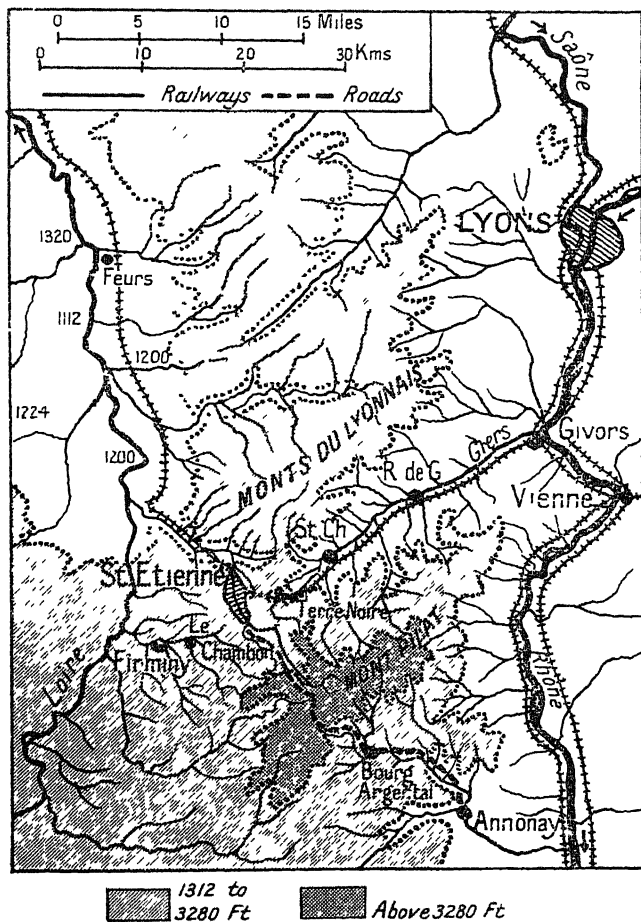 0 5 10 15 Miles
0 10 20 30 Kms
Railways Roads
Saône
LYONS
1320
Feurs
1112
1200
1224
1200
MONTS DU LYONNAIS
Giers
Givors
R de G
Vienne
St Ch
St. Etienne
Terre Noire
Le
Chambon
Firminy
MONT PILAT
Loire
Rhône
Bourg
Argental
Annonay
1312 to
3280 Ft
Above 3280 Ft